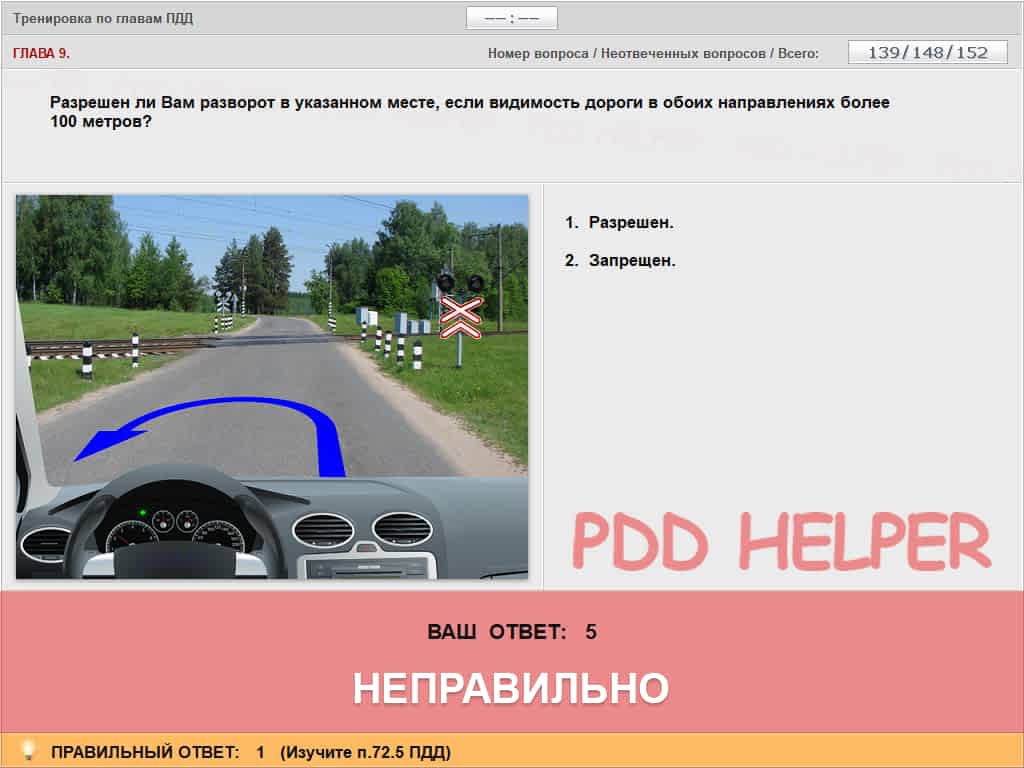 Тренировка по главам ПДД
—— : ——
ГЛАВА 9.
Номер вопроса / Неотвеченных вопросов / Всего: 139/148/152
Разрешен ли Вам разворот в указанном месте, если видимость дороги в обоих направлениях более
100 метров?
1. Разрешен.
2. Запрещен.
PDD HELPER
ВАШ ОТВЕТ: 5
НЕПРАВИЛЬНО
ПРАВИЛЬНЫЙ ОТВЕТ: 1 (Изучите п.72.5 ПДД)